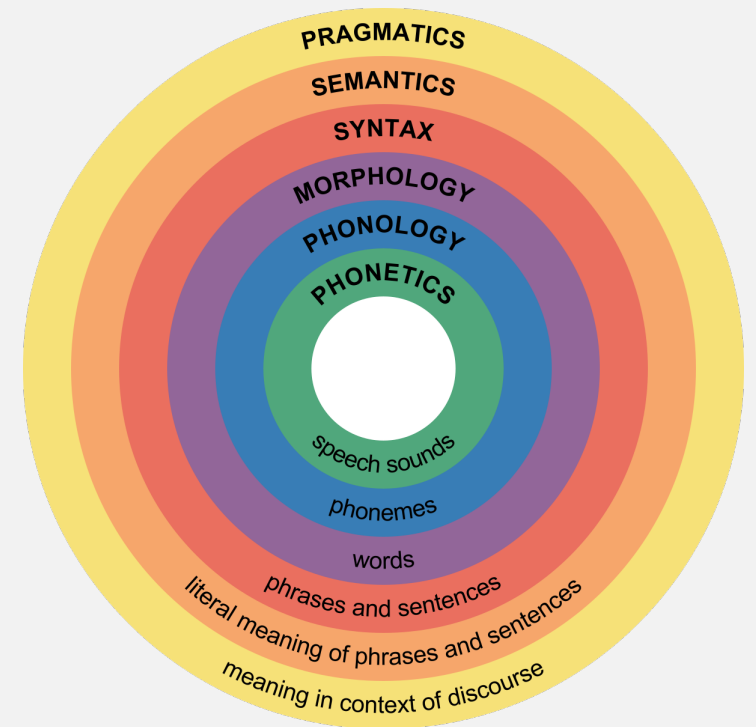 PRAGMATICS
SEMANTICS
SYNTAX
MORPHOLOGY
PHONOLOGY
PHONETICS
speech sounds
phonemes
words
phrases and sentences
literal meaning of phrases and sentences
meaning in context of discourse